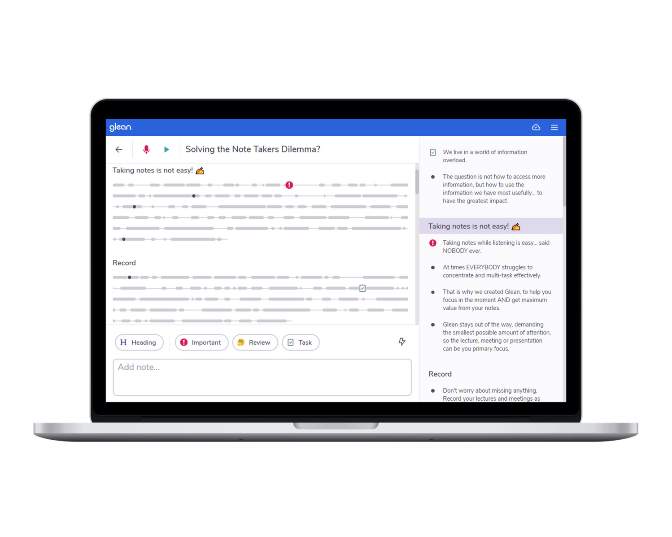 glean.
Solving the Note Takers Dilemma?
Taking notes is not easy! ✍
Record
H Heading
Important
Review
Task
Add note...
We live in a world of information
overload.
The question is not how to access more
information, but how to use the
information we have most usefully... to
have the greatest impact.
Taking notes is not easy! ✍
Taking notes while listening is easy... said
NOBODY ever.
At times EVERYBODY struggles to
concentrate and multi-task effectively.
That is why we created Glean, to help you
focus in the moment AND get maximum
value from your notes.
Glean stays out of the way, demanding
the smallest possible amount of attention,
so the lecture, meeting or presentation
can be you primary focus.
Record
Don't worry about missing anything.
Record your lectures and meetings as